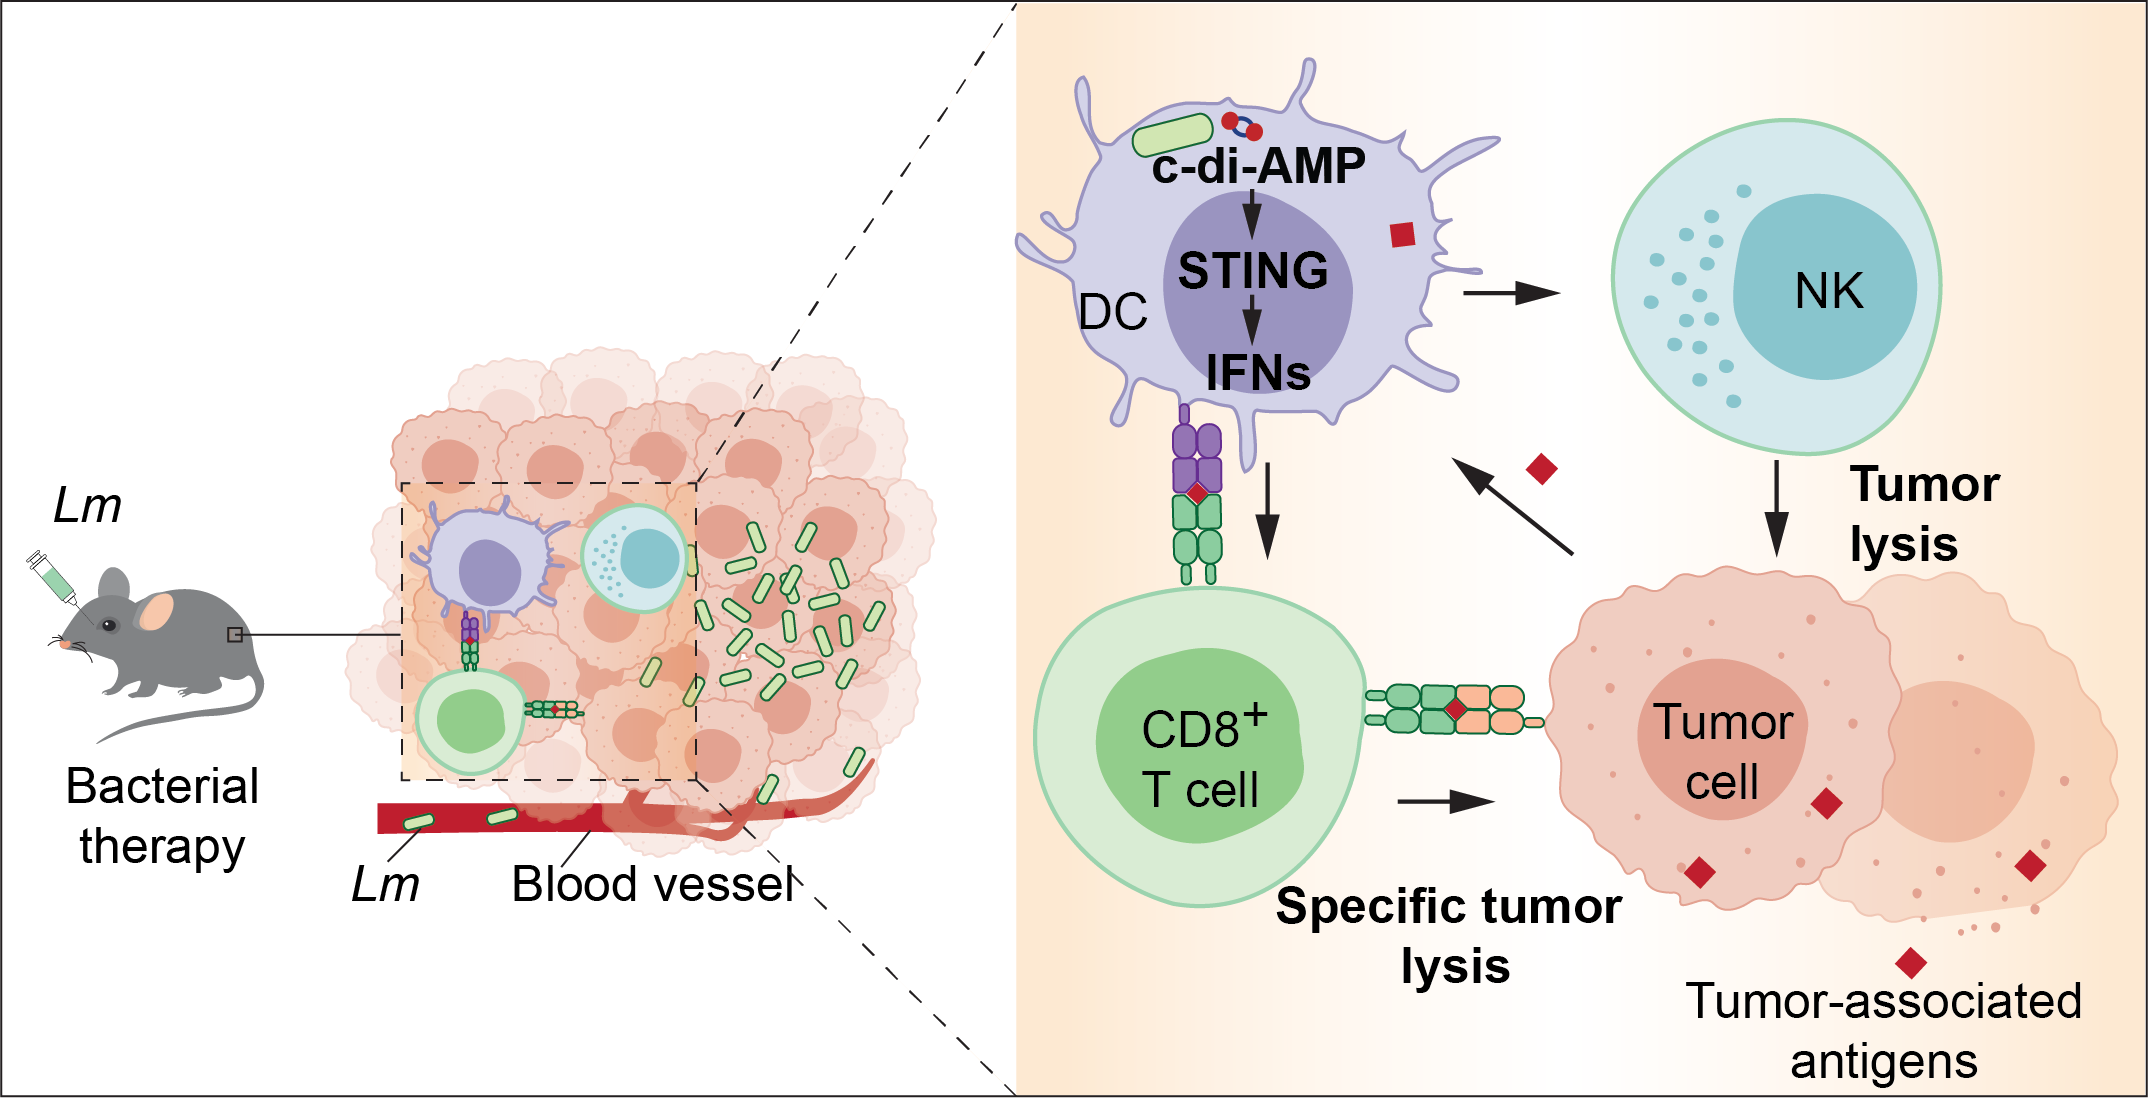 Lm
Bacterial
therapy
Lm
Blood vessel
c-di-AMP
STING
IFNs
DC
NK
Tumor
lysis
CD8+
T cell
Tumor
cell
Specific tumor
lysis
Tumor-associated
antigens